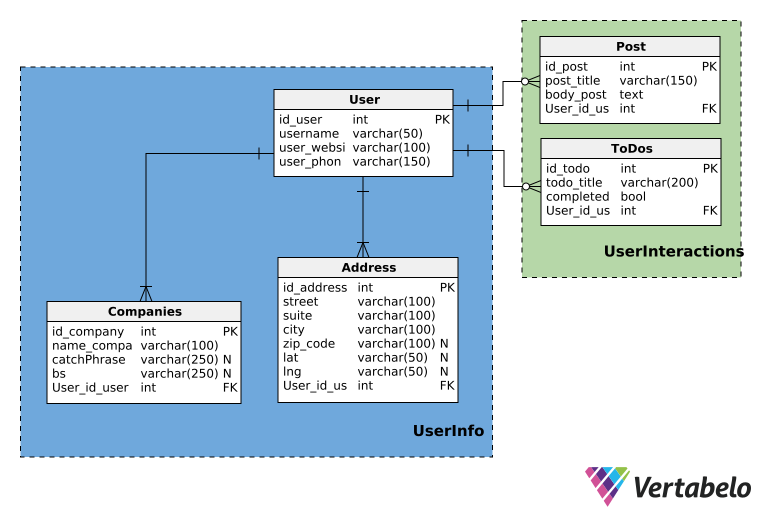 Post
id_post int PK
post_title varchar(150)
body_post text
User_id_us int FK
User
id_user int PK
username varchar(50)
user_websi varchar(100)
user_phon varchar(150)
ToDos
id_todo int PK
todo_title varchar(200)
completed bool
User_id_us int FK
UserInteractions
Address
id_address int PK
street varchar(100)
suite varchar(100)
city varchar(100)
zip_code varchar(100) N
lat varchar(50) N
lng varchar(50) N
User_id_us int FK
Companies
id_company int PK
name_compa varchar(100)
catchPhrase varchar(250) N
bs varchar(250) N
User_id_user int FK
UserInfo
Vertabelo